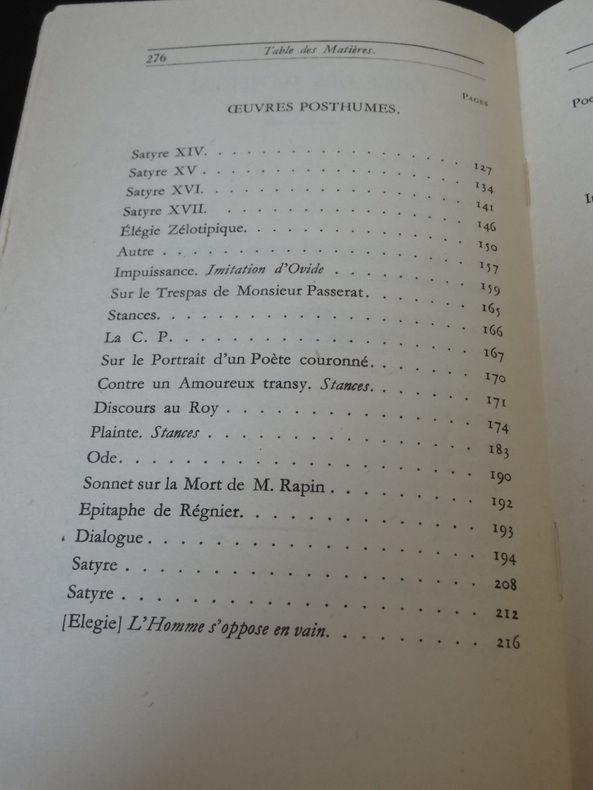 276 Table des Matières.
PAGES
ŒUVRES POSTHUMES.
Satyre XIV. . . . . . . . . . . . . . . . . . . 127
Satyre XV . . . . . . . . . . . . . . . . . . . 134
Satyre XVI. . . . . . . . . . . . . . . . . . . 141
Satyre XVII. . . . . . . . . . . . . . . . . . 146
Élégie Zélotipique. . . . . . . . . . . . . . . 150
Autre . . . . . . . . . . . . . . . . . . . . . 157
Impuissance. Imitation d'Ovide . . . . . . . . . 159
Sur le Trespas de Monsieur Passerat. . . . . . . 165
Stances. . . . . . . . . . . . . . . . . . . . . 166
La C. P. . . . . . . . . . . . . . . . . . . . . 167
Sur le Portrait d'un Poète couronné. . . . . . . 170
Contre un Amoureux transy. Stances. . . . . . . 171
Discours au Roy . . . . . . . . . . . . . . . . 174
Plainte. Stances . . . . . . . . . . . . . . . . 183
Ode. . . . . . . . . . . . . . . . . . . . . . . 190
Sonnet sur la Mort de M. Rapin . . . . . . . . . 192
Epitaphe de Régnier. . . . . . . . . . . . . . . 193
Dialogue . . . . . . . . . . . . . . . . . . . . 194
Satyre . . . . . . . . . . . . . . . . . . . . . 208
Satyre . . . . . . . . . . . . . . . . . . . . . 212
[Elegie] L'Homme s'oppose en vain. . . . . . . . 216